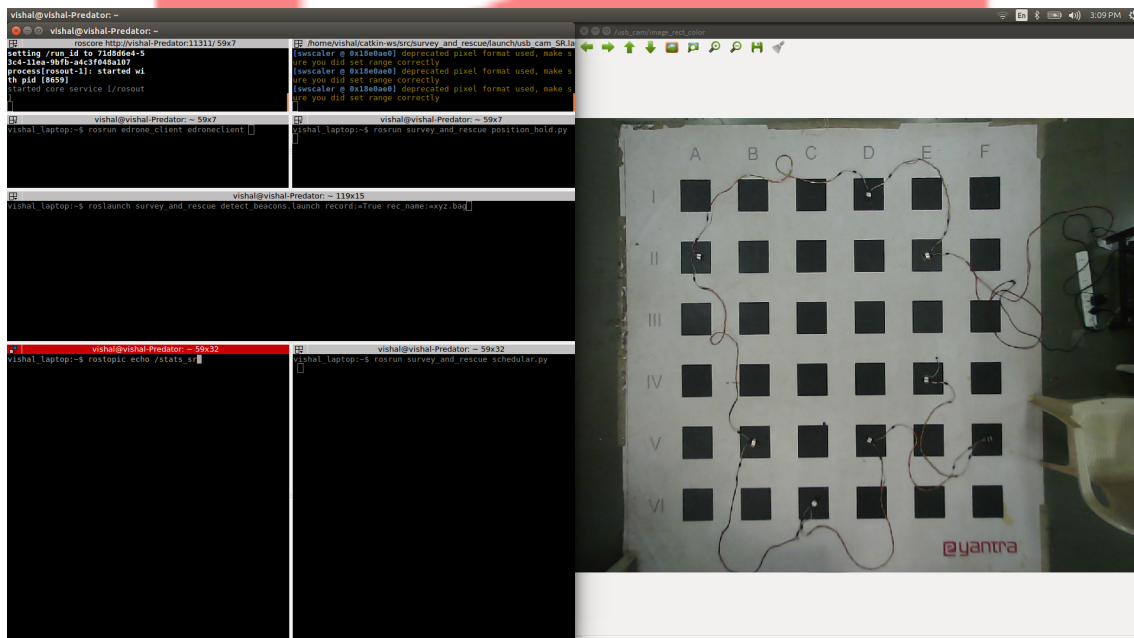 vishal@vishal-Predator: ~
En
3:09 PM
vishal@vishal-Predator: ~
roscore http://vishal-Predator:11311/ 59x7
setting /run_id to 71d8d6e4-5
3c4-11ea-9bfb-a4c3f048a107
process[rosout-1]: started wi
th pid [8659]
started core service [/rosout
]
/home/vishal/catkin-ws/src/survey_and_rescue/launch/usb_cam_SR.la
[swscaler @ 0x18e0ae0] deprecated pixel format used, make s
ure you did set range correctly
[swscaler @ 0x18e0ae0] deprecated pixel format used, make s
ure you did set range correctly
[swscaler @ 0x18e0ae0] deprecated pixel format used, make s
ure you did set range correctly
vishal@vishal-Predator: ~ 59x7
vishal_laptop:~$ rosrun edrone_client edroneclient
vishal@vishal-Predator: ~ 59x7
vishal_laptop:~$ rosrun survey_and_rescue position_hold.py
vishal@vishal-Predator: ~ 119x15
vishal_laptop:~$ roslaunch survey_and_rescue detect_beacons.launch record:=True rec_name:=xyz.bag
vishal@vishal-Predator: ~ 59x32
vishal_laptop:~$ rostopic echo /stats_sr
vishal@vishal-Predator: ~ 59x32
vishal_laptop:~$ rosrun survey_and_rescue schedular.py
/usb_cam/image_rect_color
A B C D E F
I
II
III
IV
V
VI
eyantra